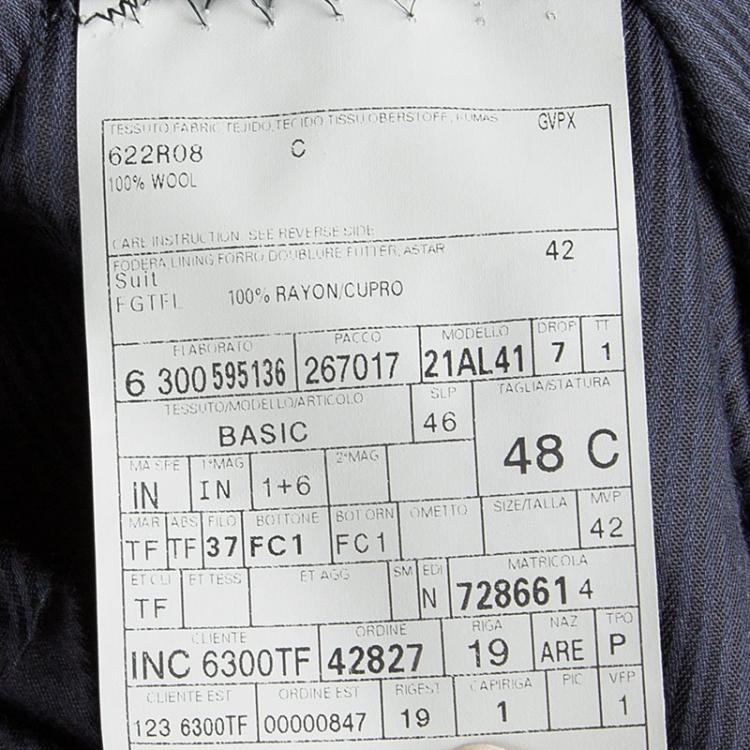 TESSUTO, FABRIC, TEJIDO, TECIDO, TISSU, OBERSTOFF, KUMAS GVPX
622R08 C
100% WOOL
CARE INSTRUCTION SEE REVERSE SIDE
FODERA, LINING, FORRO, DOUBLURE, FUTTER, ASTAR 42
Suit
FGTFL 100% RAYON/CUPRO
ELABORATO PACCO MODELLO DROP TT
6 300595136 267017 21AL41 7 1
TESSUTO/MODELLO/ARTICOLO SLP TAGLIA/STATURA
BASIC 46 48 C
MA SPE 1°MAG 2°MAG
iN IN 1+6
MAR ABS FILO BOTTONE BOT ORN OMETTO SIZE/TALLA MVP
TF TF 37 FC1 FC1 42
ET CLI ET TESS ET AGG SM EDI MATRICOLA
TF N 728661 4
CLIENTE ORDINE RIGA NAZ TPO
INC 6300TF 42827 19 ARE P
CLIENTE EST ORDINE EST RIGEST CAPIRIGA PIC VFP
123 6300TF 00000847 19 1 1